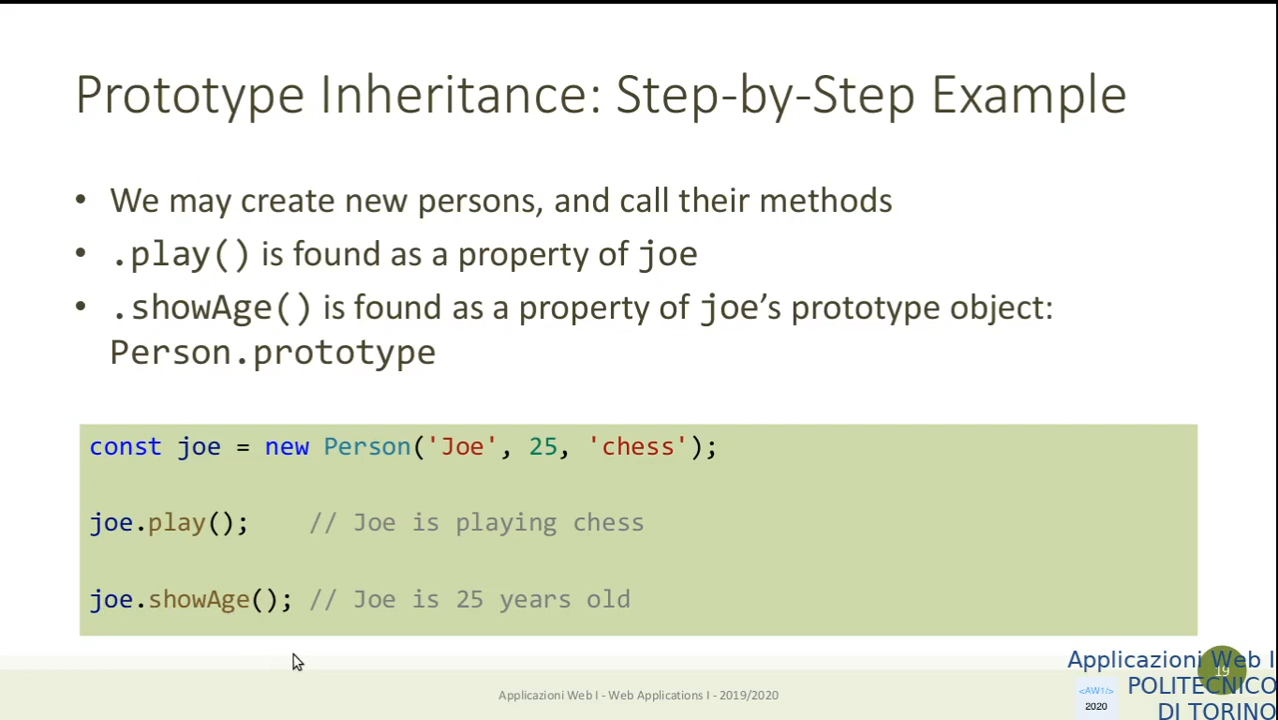 Prototype Inheritance: Step-by-Step Example
• We may create new persons, and call their methods
• .play() is found as a property of joe
• .showAge() is found as a property of joe’s prototype object:
Person.prototype
const joe = new Person('Joe', 25, 'chess');
joe.play();    // Joe is playing chess
joe.showAge(); // Joe is 25 years old
Applicazioni Web I - Web Applications I - 2019/2020
19
Applicazioni Web I
POLITECNICO
DI TORINO
<AW1/>
2020